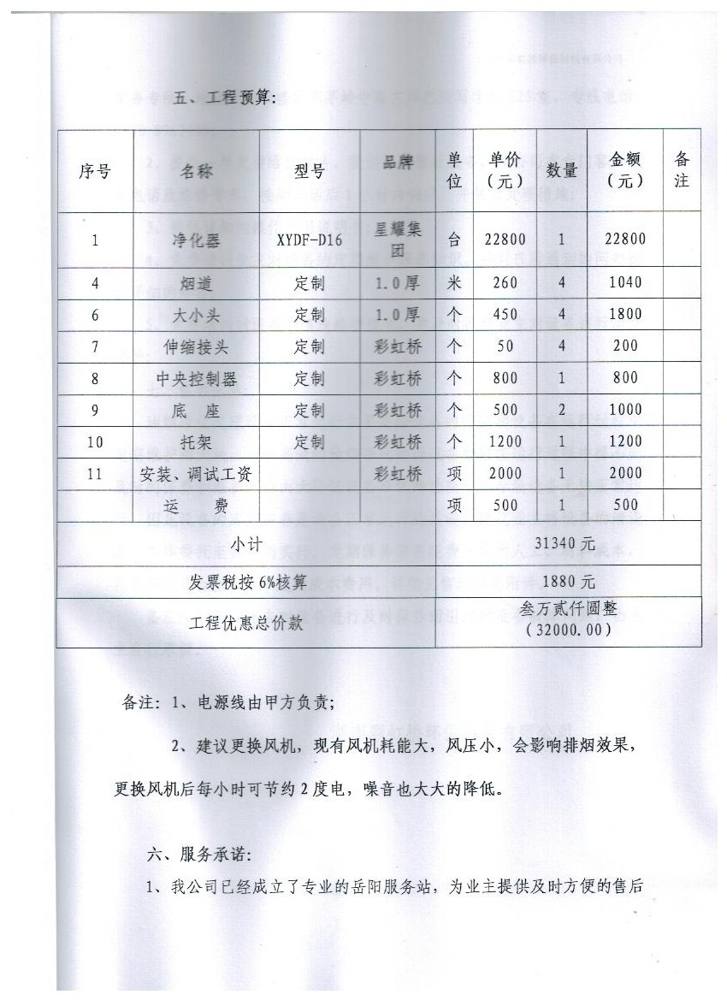 五、工程预算:
序号 名称 型号 品牌 单位 单价(元) 数量 金额(元) 备注
1 净化器 XYDF-D16 星耀集团 台 22800 1 22800
4 烟道 定制 1.0厚 米 260 4 1040
6 大小头 定制 1.0厚 个 450 4 1800
7 伸缩接头 定制 彩虹桥 个 50 4 200
8 中央控制器 定制 彩虹桥 个 800 1 800
9 底 座 定制 彩虹桥 个 500 2 1000
10 托架 定制 彩虹桥 个 1200 1 1200
11 安装、调试工资 彩虹桥 项 2000 1 2000
运 费 项 500 1 500
小计 31340元
发票税按6%核算 1880元
工程优惠总价款 叁万贰仟圆整
(32000.00)
备注: 1、电源线由甲方负责;
2、建议更换风机，现有风机耗能大，风压小，会影响排烟效果，
更换风机后每小时可节约2度电，噪音也大大的降低。
六、服务承诺:
1、我公司已经成立了专业的岳阳服务站，为业主提供及时方便的售后